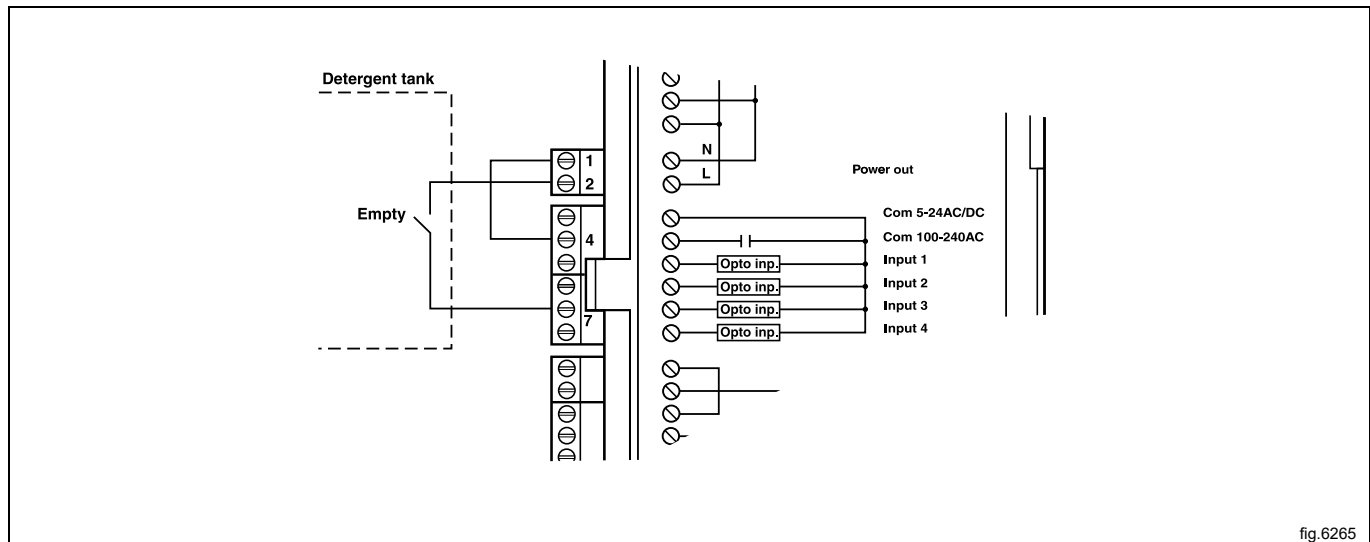 Detergent tank
Empty
1
2
4
7
N
L
Power out
Com 5-24AC/DC
Com 100-240AC
Opto inp. Input 1
Opto inp. Input 2
Opto inp. Input 3
Opto inp. Input 4
fig.6265